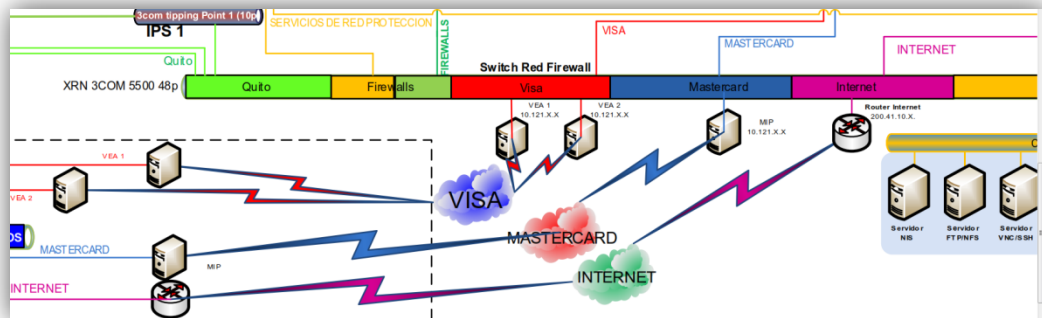 3com tipping Point 1 (10p
IPS 1
SERVICIOS DE RED PROTECCION
FIREWALLS
VISA
MASTERCARD
INTERNET
Quito
Switch Red Firewall
XRN 3COM 5500 48p
Quito
Firewalls
Visa
Mastercard
Internet
VEA 1
10.121.X.X
VEA 2
10.121.X.X
MIP
10.121.X.X
Router Internet
200.41.10.X.
VEA 1
VEA 2
VISA
MASTERCARD
INTERNET
OS
MASTERCARD
MIP
INTERNET
Servidor
NIS
Servidor
FTP/NFS
Servidor
VNC/SSH